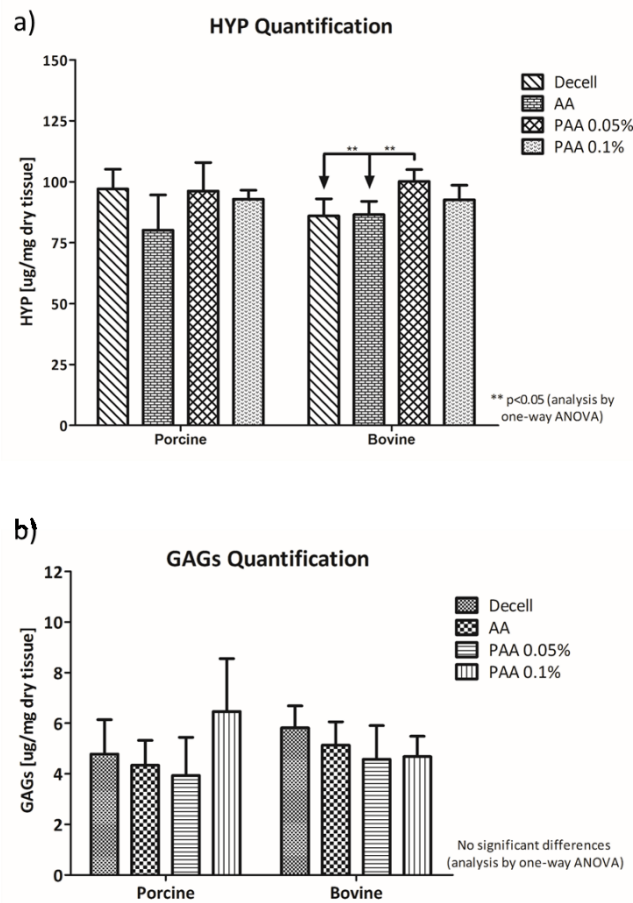 a)
HYP Quantification
HYP [ug/mg dry tissue]
150
125
100
75
50
25
0
Decell
AA
PAA 0.05%
PAA 0.1%
** **
** p<0.05 (analysis by
one-way ANOVA)
Porcine Bovine
b)
GAGs Quantification
GAGs [ug/mg dry tissue]
12
10
8
6
4
2
0
Decell
AA
PAA 0.05%
PAA 0.1%
No significant differences
(analysis by one-way ANOVA)
Porcine Bovine